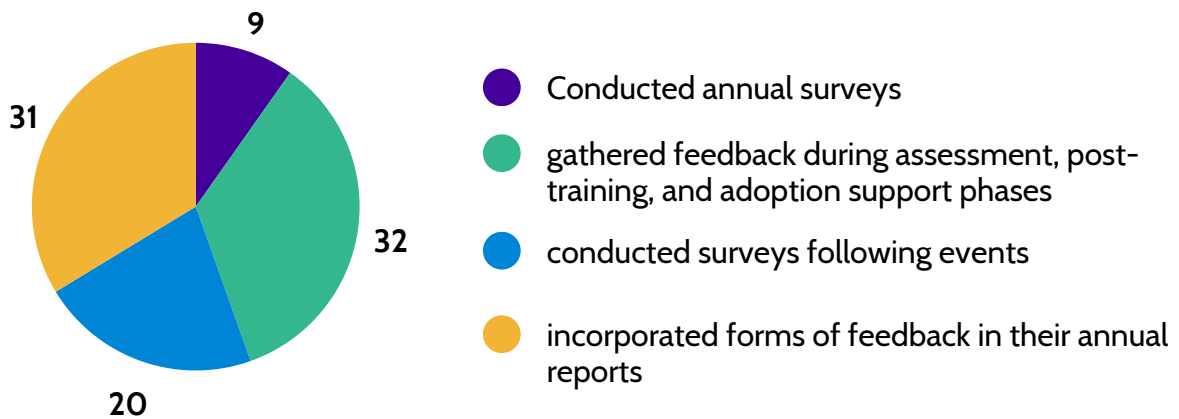 9
31
32
20
Conducted annual surveys
gathered feedback during assessment, post-
training, and adoption support phases
conducted surveys following events
incorporated forms of feedback in their annual
reports